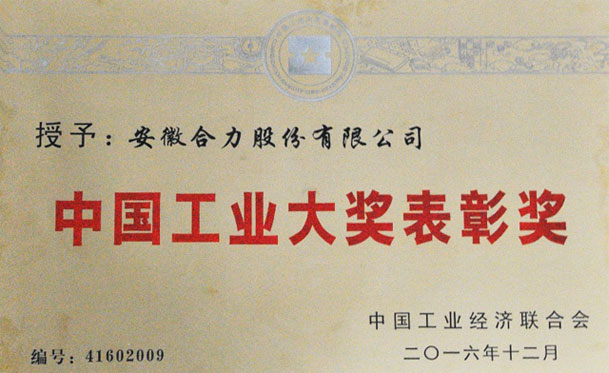 授予：安徽合力股份有限公司
中国工业大奖表彰奖
中国工业经济联合会
编号：41602009
二〇一六年十二月